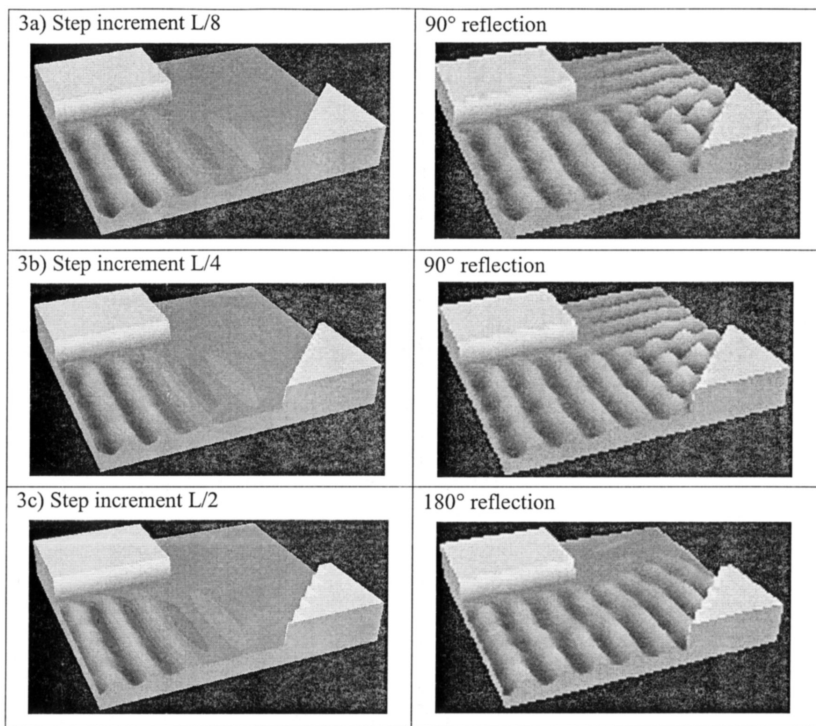 3a) Step increment L/8
90° reflection
3b) Step increment L/4
90° reflection
3c) Step increment L/2
180° reflection